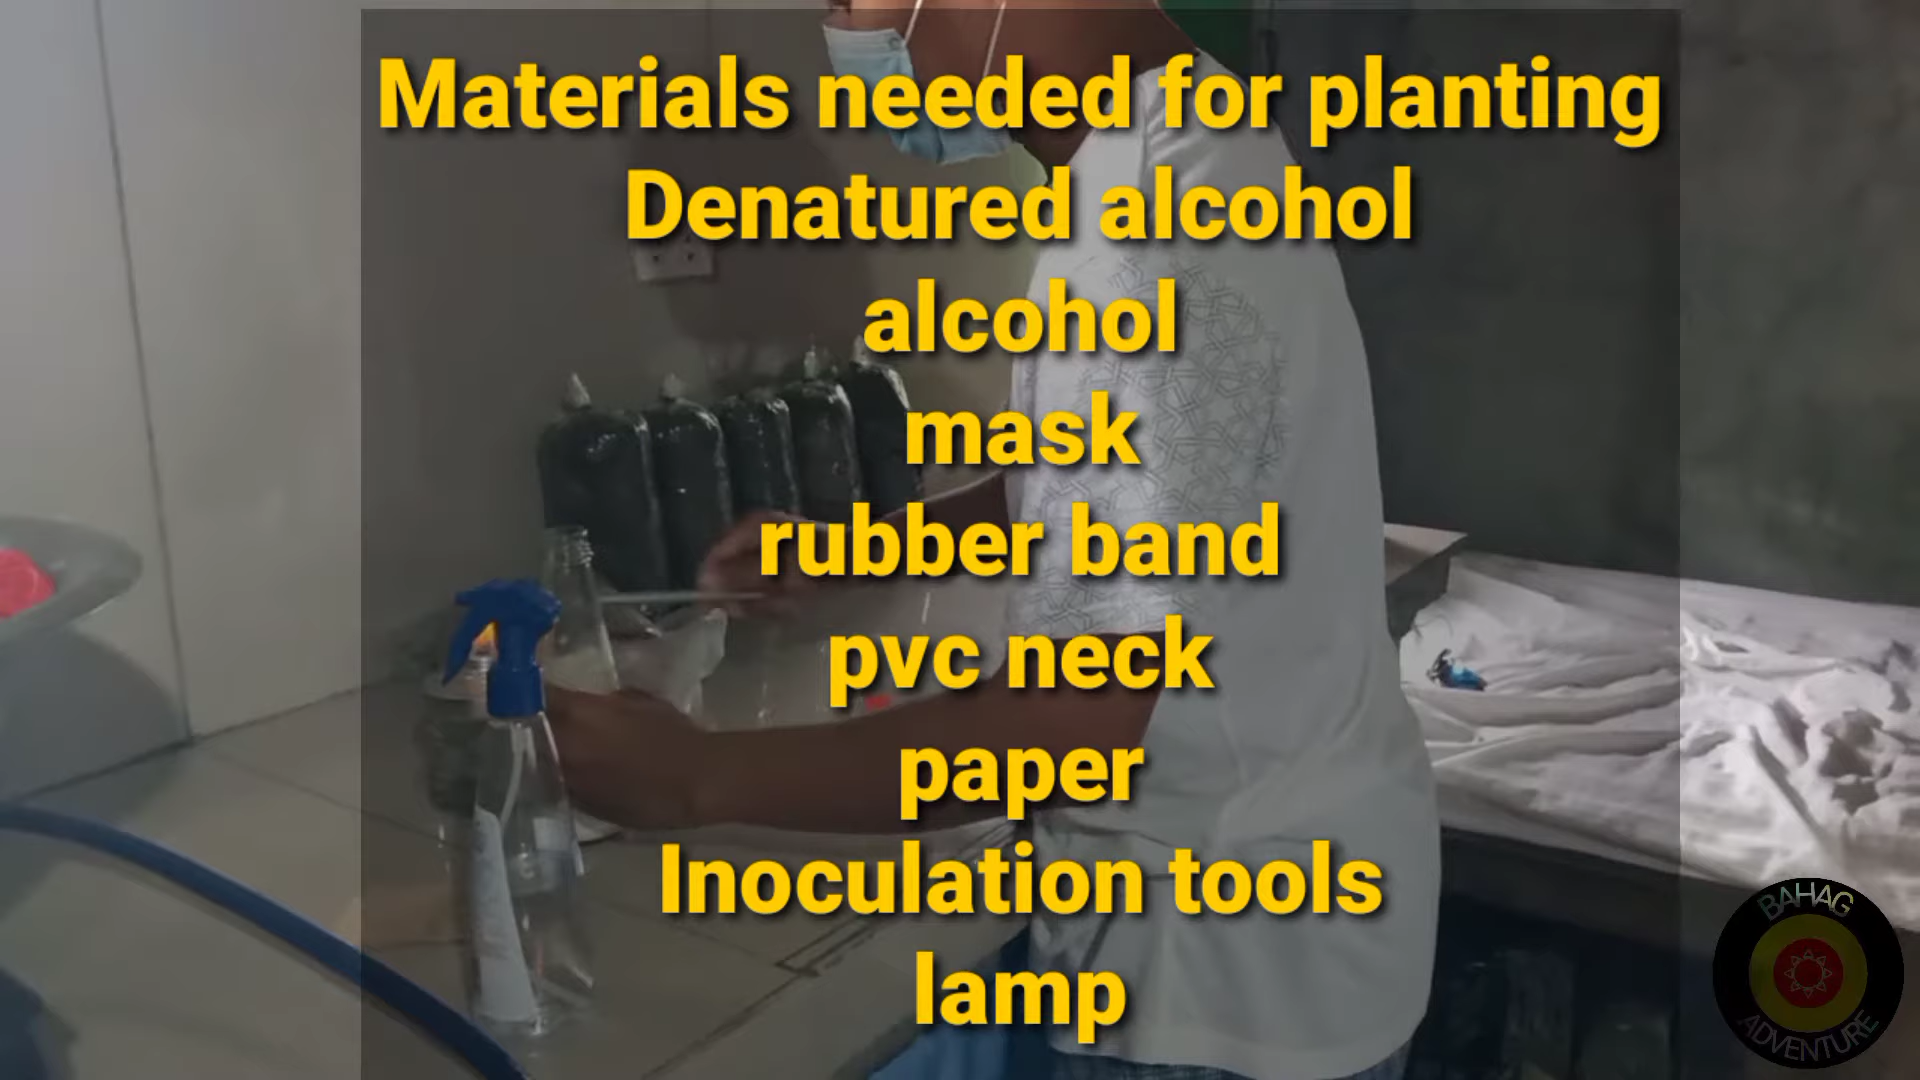 Materials needed for planting
Denatured alcohol
alcohol
mask
rubber band
pvc neck
paper
Inoculation tools
lamp
BAHAG
ADVENTURE